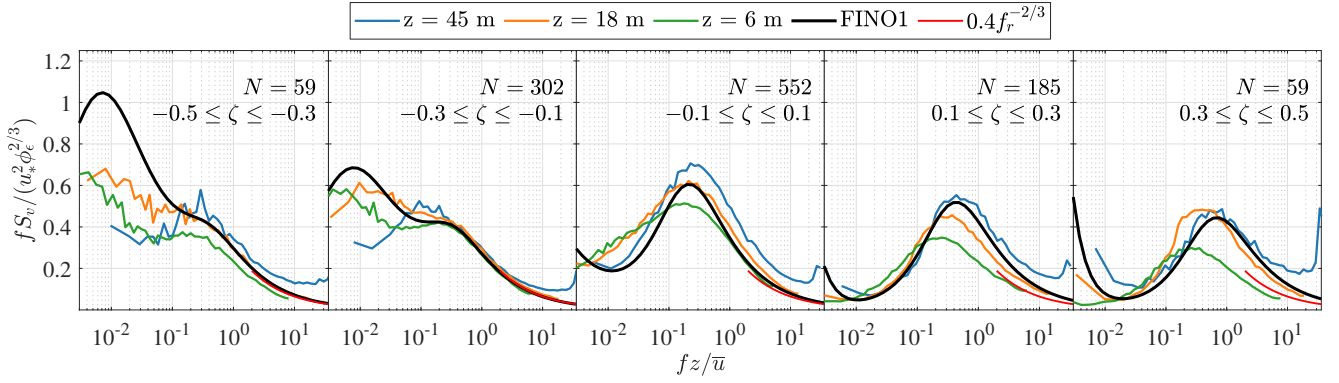 z = 45 m z = 18 m z = 6 m FINO1 0.4f_r^{-2/3}
1.2
1
0.8
0.6
0.4
0.2
fS_v/(u_*^2 ϕ_ϵ^{2/3})
N = 59
−0.5 ≤ ζ ≤ −0.3
N = 302
−0.3 ≤ ζ ≤ −0.1
N = 552
−0.1 ≤ ζ ≤ 0.1
N = 185
0.1 ≤ ζ ≤ 0.3
N = 59
0.3 ≤ ζ ≤ 0.5
10^{-2} 10^{-1} 10^0 10^1 10^{-2} 10^{-1} 10^0 10^1 10^{-2} 10^{-1} 10^0 10^1 10^{-2} 10^{-1} 10^0 10^1 10^{-2} 10^{-1} 10^0 10^1
fz/u̅